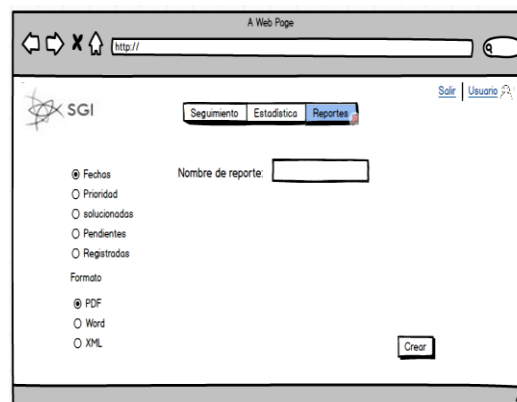 A Web Page
http://
Salir Usuario
SGI
Seguimiento Estadística Reportes
Fechas
Nombre de reporte:
Prioridad
solucionadas
Pendientes
Registradas
Formato
PDF
Word
XML
Crear